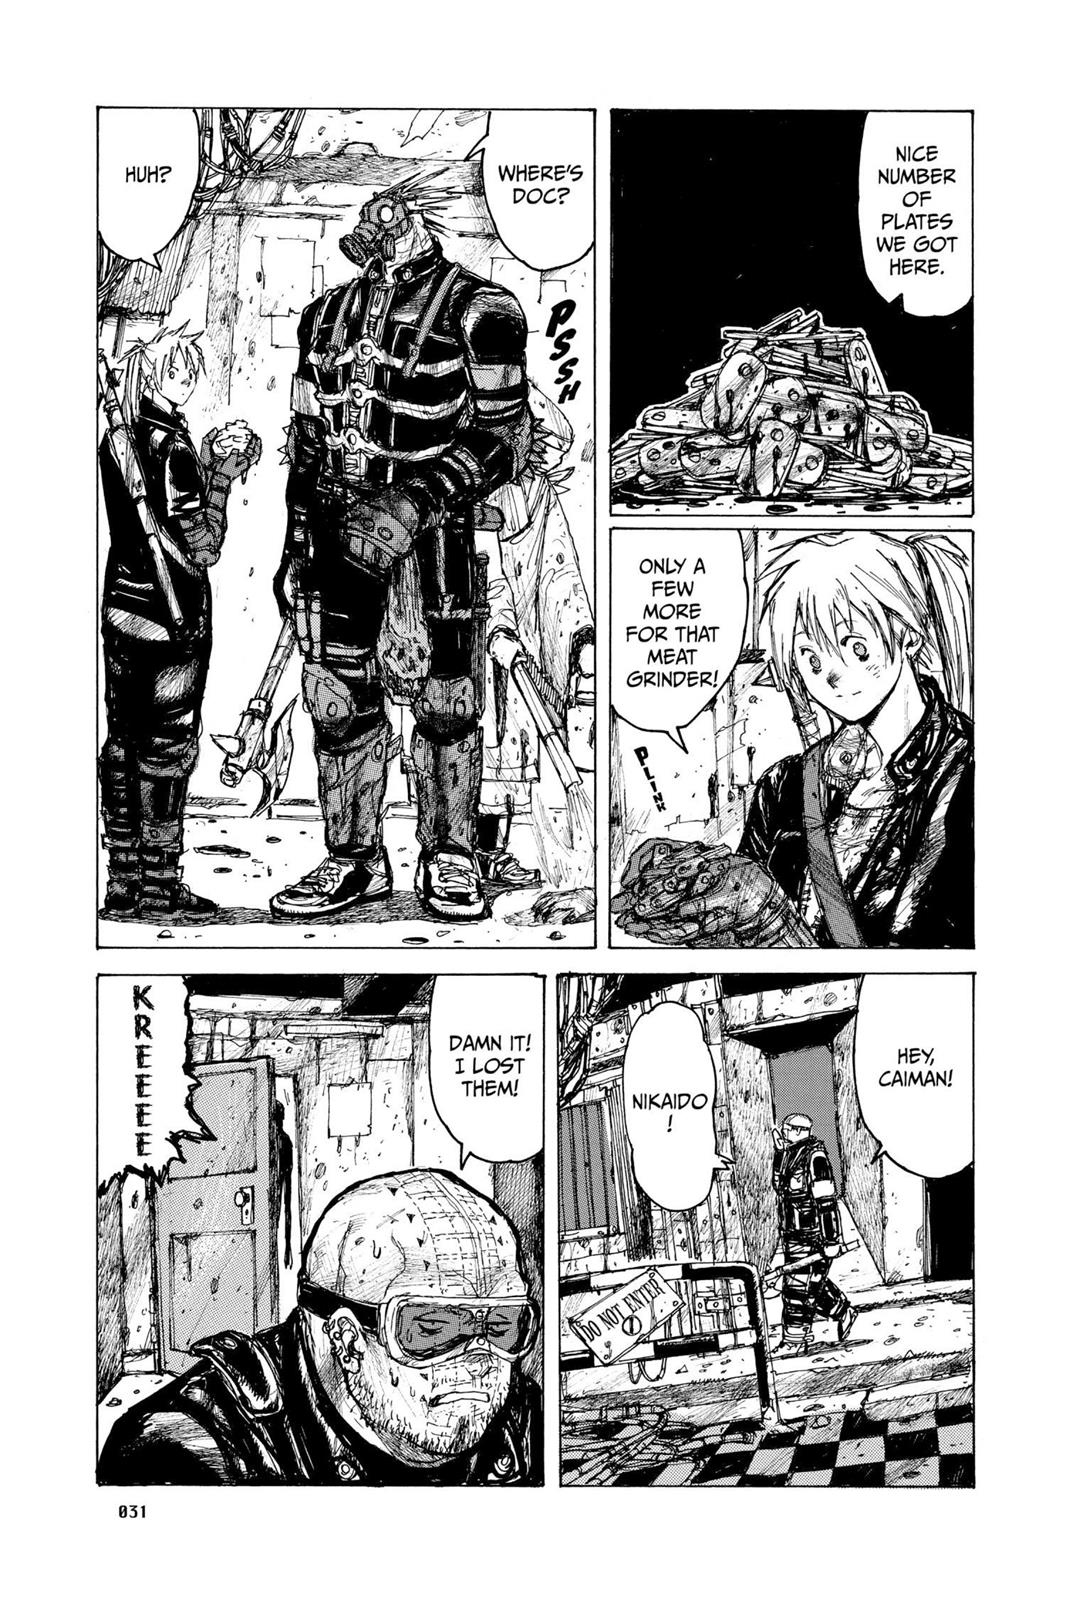 NICE
NUMBER
OF
PLATES
WE GOT
HERE.
ONLY A
FEW
MORE
FOR THAT
MEAT
GRINDER!
PLINK
WHERE'S
DOC?
PSSH
HUH?
HEY,
CAIMAN!
NIKAIDO
!
DO NOT ENTER
DAMN IT!
I LOST
THEM!
KREEEE
031